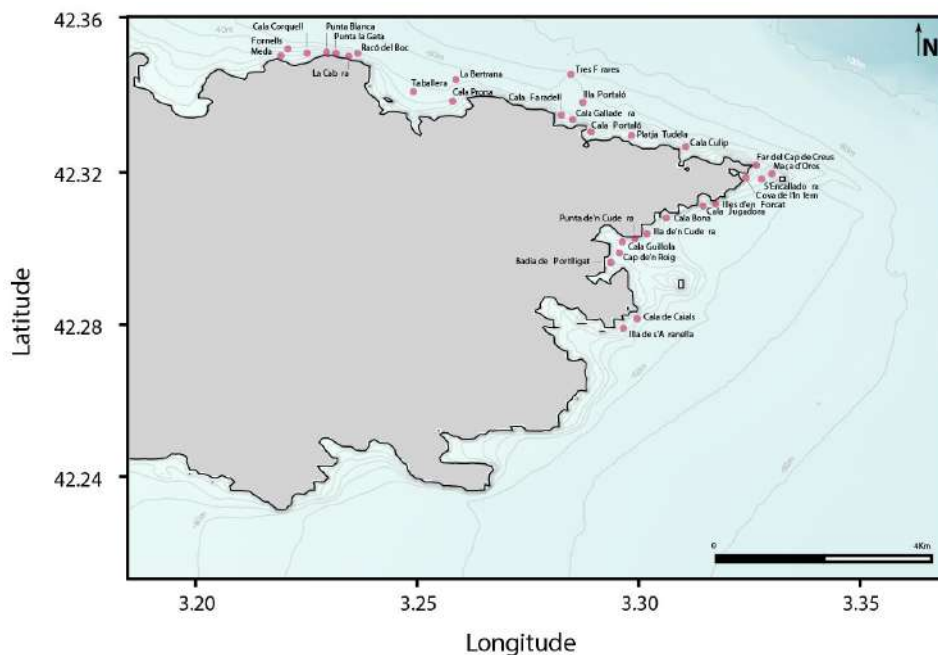 42.36
42.32
42.28
42.24
Latitude
3.20
3.25
3.30
3.35
Longitude
N
0
4Km
Cala Corquell
Punta Blanca
Punta la Gata
Fornells
Meda
Racó del Boc
La Cab ra
Taballera
La Bertrana
Cala Prona
Tres F rares
Illa Portaló
Cala Faradell
Cala Gallade ra
Cala Portaló
Platja Tudela
Cala Culip
Far del Cap de Creus
Maça d'Oros
S'Encallado ra
Cova de l'In fern
Illes d'en Forcat
Cala Jugadora
Cala Bona
Punta de'n Cude ra
Illa de'n Cude ra
Cala Guillola
Cap de'n Roig
Badia de Portlligat
Cala de Caials
Illa de s'A ranella
40m
40m